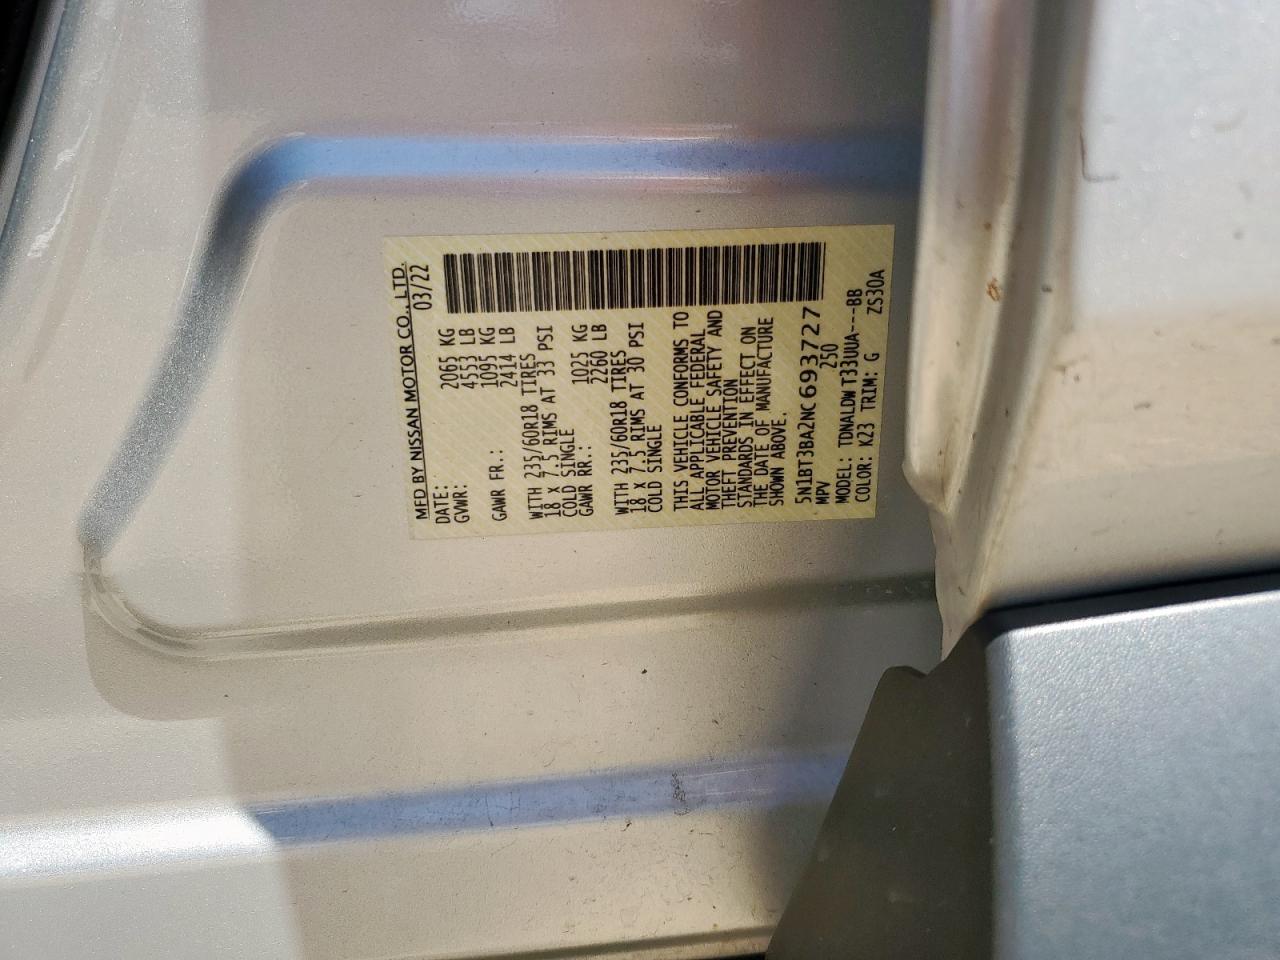 MFD BY NISSAN MOTOR CO., LTD.
DATE: 03/22
GVWR: 2065 KG
4553 LB
GAWR FR.: 1095 KG
2414 LB
WITH 235/60R18 TIRES
18 X 7.5 RIMS AT 33 PSI
COLD SINGLE
GAWR RR.: 1025 KG
2260 LB
WITH 235/60R18 TIRES
18 X 7.5 RIMS AT 30 PSI
COLD SINGLE
THIS VEHICLE CONFORMS TO
ALL APPLICABLE FEDERAL
MOTOR VEHICLE SAFETY AND
THEFT PREVENTION
STANDARDS IN EFFECT ON
THE DATE OF MANUFACTURE
SHOWN ABOVE.
5N1BT3BA2NC693727
MPV 250
MODEL: TDNALDW T33UUA---BB
COLOR: K23 TRIM: G ZS30A